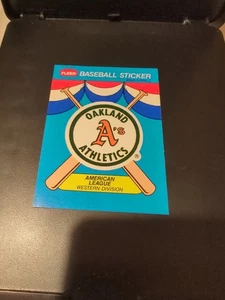 FLEER BASEBALL STICKER
OAKLAND
A's
ATHLETICS
®
AMERICAN
LEAGUE
WESTERN DIVISION